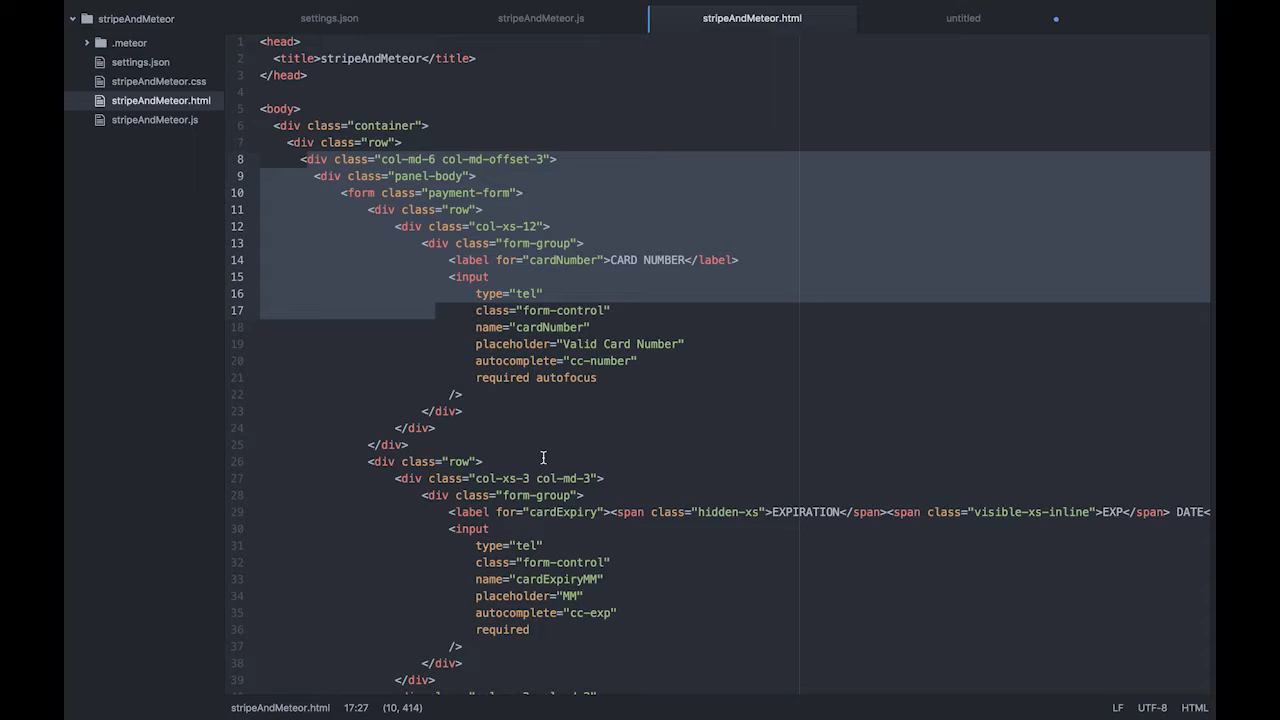 stripeAndMeteor
.meteor
settings.json
stripeAndMeteor.css
stripeAndMeteor.html
stripeAndMeteor.js
settings.json stripeAndMeteor.js stripeAndMeteor.html untitled
1 <head>
2 <title>stripeAndMeteor</title>
3 </head>
4
5 <body>
6 <div class="container">
7 <div class="row">
8 <div class="col-md-6 col-md-offset-3">
9 <div class="panel-body">
10 <form class="payment-form">
11 <div class="row">
12 <div class="col-xs-12">
13 <div class="form-group">
14 <label for="cardNumber">CARD NUMBER</label>
15 <input
16 type="tel"
17 class="form-control"
18 name="cardNumber"
19 placeholder="Valid Card Number"
20 autocomplete="cc-number"
21 required autofocus
22 />
23 </div>
24 </div>
25 </div>
26 <div class="row">
27 <div class="col-xs-3 col-md-3">
28 <div class="form-group">
29 <label for="cardExpiry"><span class="hidden-xs">EXPIRATION</span><span class="visible-xs-inline">EXP</span> DATE<
30 <input
31 type="tel"
32 class="form-control"
33 name="cardExpiryMM"
34 placeholder="MM"
35 autocomplete="cc-exp"
36 required
37 />
38 </div>
39 </div>
stripeAndMeteor.html 17:27 (10, 414) LF UTF-8 HTML